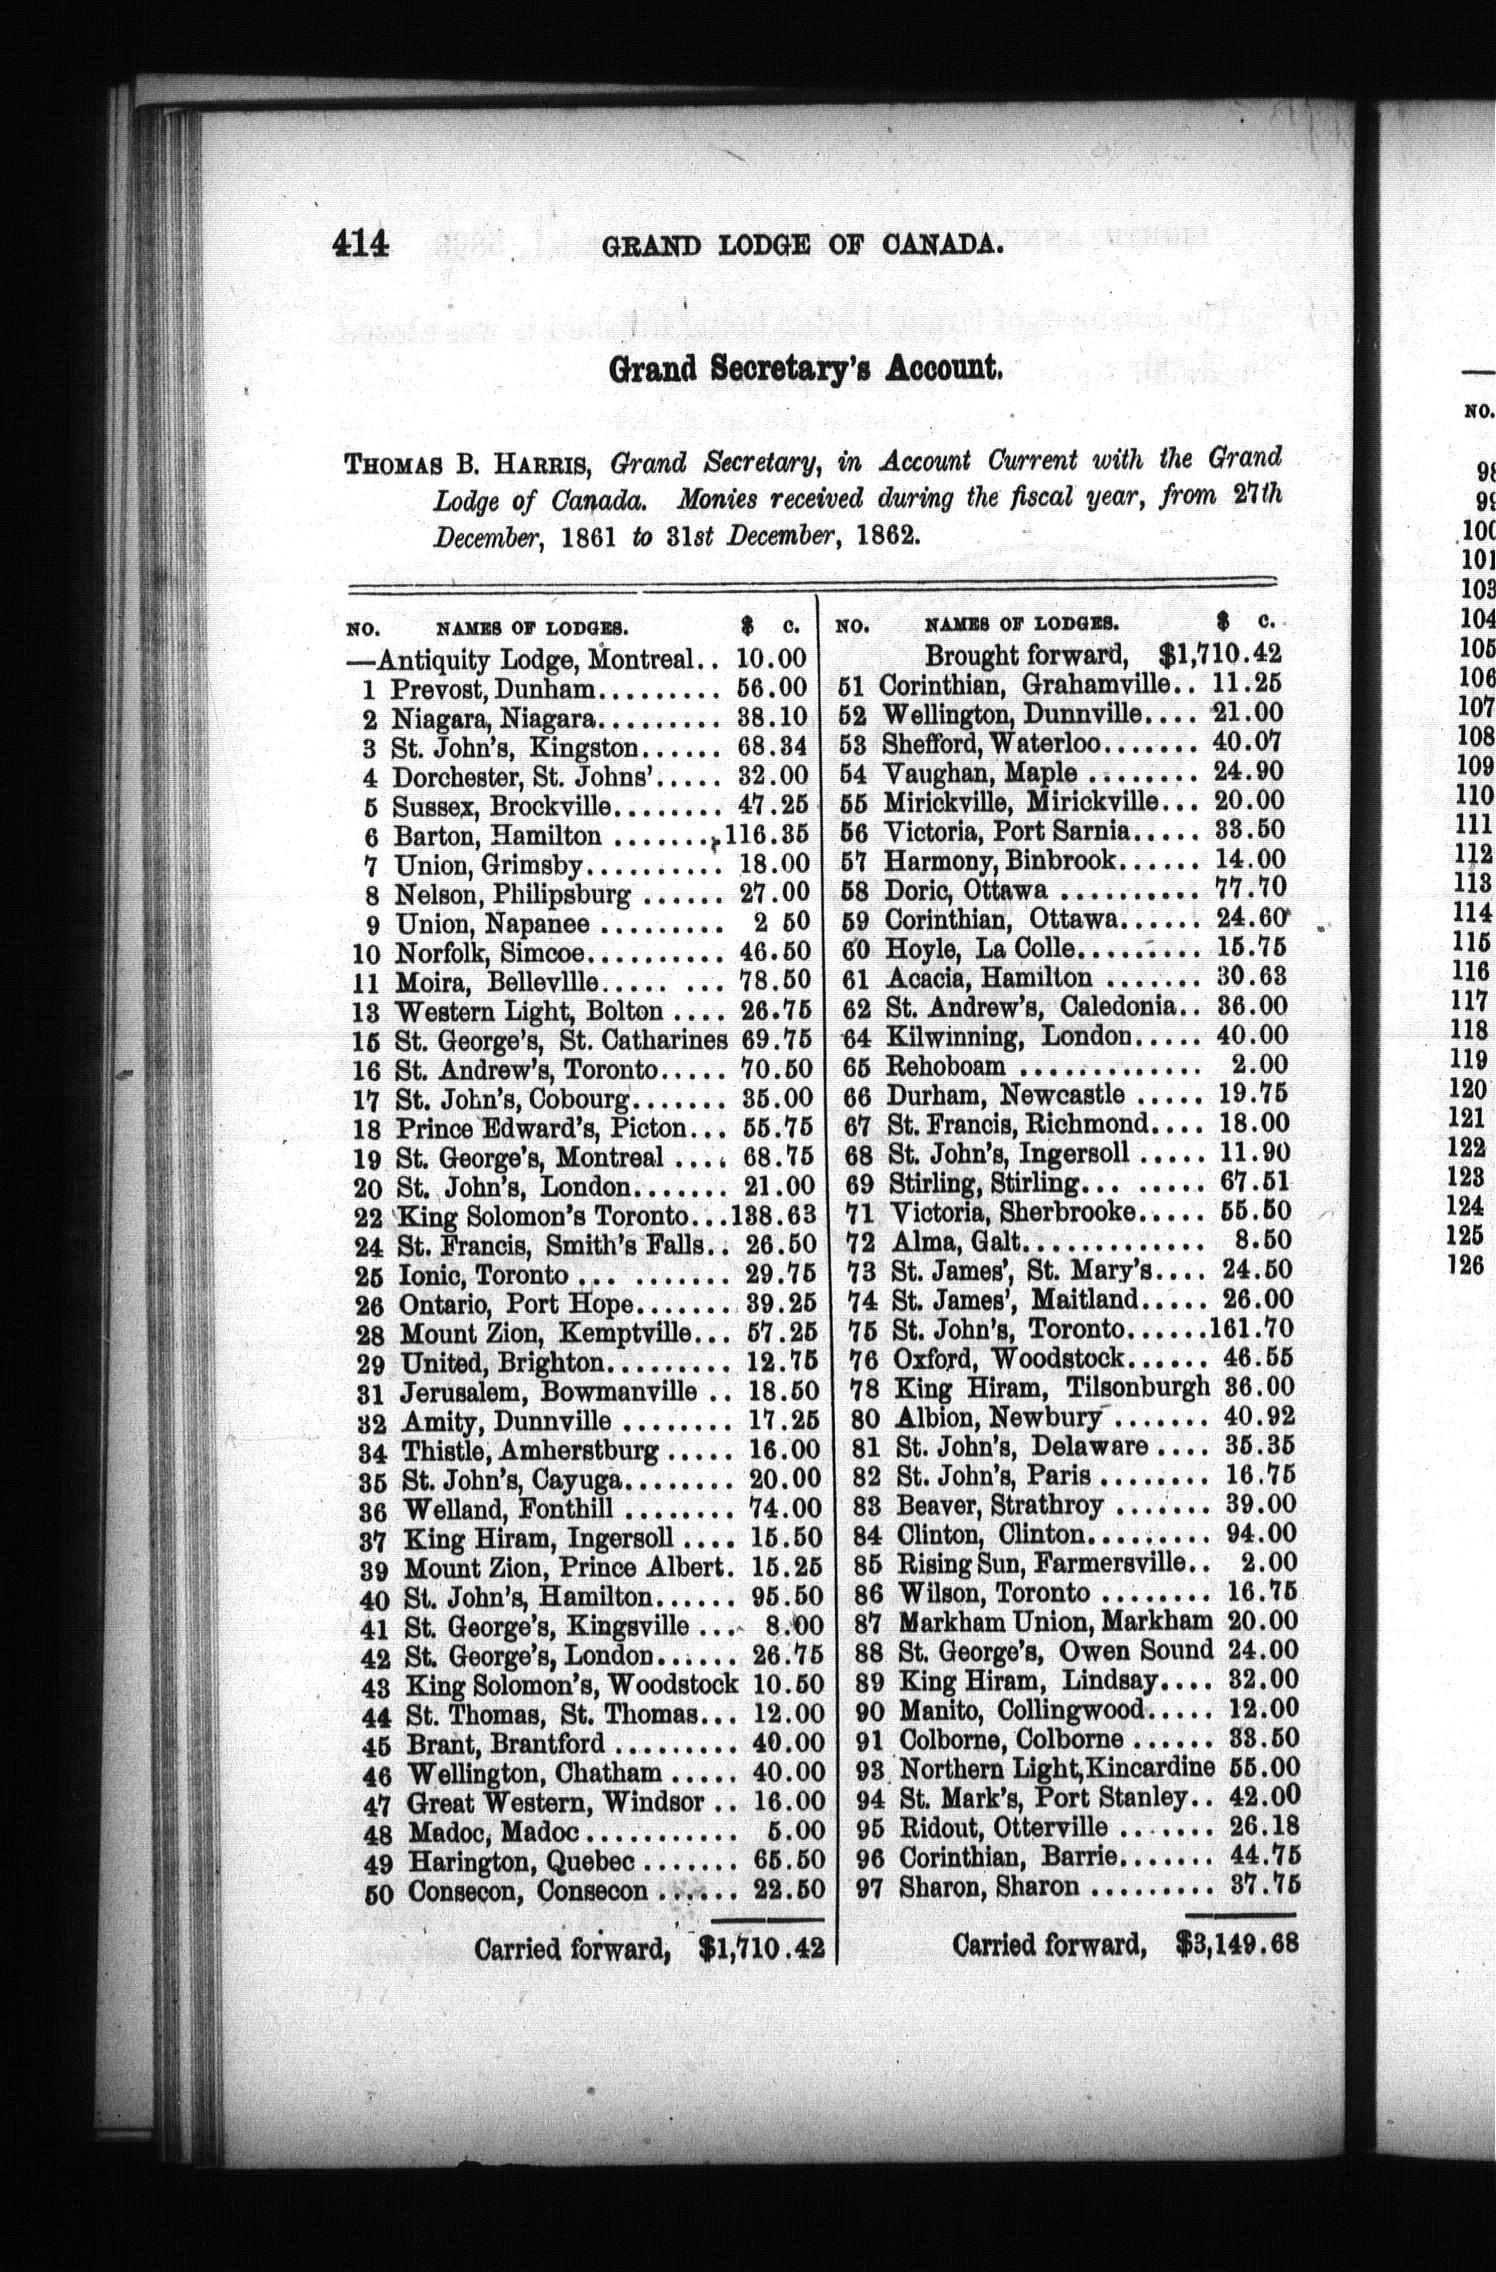 414 GRAND LODGE OF CANADA.
Grand Secretary's Account.
THOMAS B. HARRIS, Grand Secretary, in Account Current with the Grand
Lodge of Canada. Monies received during the fiscal year, from 27th
December, 1861 to 31st December, 1862.
NO. NAMES OF LODGES. $ c.
—Antiquity Lodge, Montreal.. 10.00
1 Prevost, Dunham......... 56.00
2 Niagara, Niagara......... 38.10
3 St. John's, Kingston...... 68.34
4 Dorchester, St. Johns'..... 32.00
5 Sussex, Brockville........ 47.25
6 Barton, Hamilton ........116.35
7 Union, Grimsby.......... 18.00
8 Nelson, Philipsburg ...... 27.00
9 Union, Napanee ......... 2 50
10 Norfolk, Simcoe.......... 46.50
11 Moira, Bellevllle..... ... 78.50
13 Western Light, Bolton .... 26.75
15 St. George's, St. Catharines 69.75
16 St. Andrew's, Toronto..... 70.50
17 St. John's, Cobourg....... 35.00
18 Prince Edward's, Picton... 55.75
19 St. George's, Montreal .... 68.75
20 St. John's, London....... 21.00
22 King Solomon's Toronto...138.63
24 St. Francis, Smith's Falls.. 26.50
25 Ionic, Toronto ... ....... 29.75
26 Ontario, Port Hope....... 39.25
28 Mount Zion, Kemptville... 57.25
29 United, Brighton......... 12.75
31 Jerusalem, Bowmanville .. 18.50
32 Amity, Dunnville ........ 17.25
34 Thistle, Amherstburg ..... 16.00
35 St. John's, Cayuga........ 20.00
36 Welland, Fonthill ........ 74.00
37 King Hiram, Ingersoll .... 15.50
39 Mount Zion, Prince Albert. 15.25
40 St. John's, Hamilton...... 95.50
41 St. George's, Kingsville .... 8.00
42 St. George's, London...... 26.75
43 King Solomon's, Woodstock 10.50
44 St. Thomas, St. Thomas... 12.00
45 Brant, Brantford ......... 40.00
46 Wellington, Chatham ..... 40.00
47 Great Western, Windsor .. 16.00
48 Madoc, Madoc........... 5.00
49 Harington, Quebec ....... 65.50
50 Consecon, Consecon ...... 22.50
Carried forward, $1,710.42
NO. NAMES OF LODGES. $ c.
Brought forward, $1,710.42
51 Corinthian, Grahamville.. 11.25
52 Wellington, Dunnville.... 21.00
53 Shefford, Waterloo....... 40.07
54 Vaughan, Maple ........ 24.90
55 Mirickville, Mirickville... 20.00
56 Victoria, Port Sarnia..... 33.50
57 Harmony, Binbrook...... 14.00
58 Doric, Ottawa .......... 77.70
59 Corinthian, Ottawa...... 24.60
60 Hoyle, La Colle......... 15.75
61 Acacia, Hamilton ....... 30.63
62 St. Andrew's, Caledonia.. 36.00
64 Kilwinning, London..... 40.00
65 Rehoboam ............. 2.00
66 Durham, Newcastle ..... 19.75
67 St. Francis, Richmond.... 18.00
68 St. John's, Ingersoll ..... 11.90
69 Stirling, Stirling... ..... 67.51
71 Victoria, Sherbrooke..... 55.50
72 Alma, Galt............. 8.50
73 St. James', St. Mary's.... 24.50
74 St. James', Maitland..... 26.00
75 St. John's, Toronto......161.70
76 Oxford, Woodstock...... 46.55
78 King Hiram, Tilsonburgh 36.00
80 Albion, Newbury ....... 40.92
81 St. John's, Delaware .... 35.35
82 St. John's, Paris ........ 16.75
83 Beaver, Strathroy ....... 39.00
84 Clinton, Clinton......... 94.00
85 Rising Sun, Farmersville.. 2.00
86 Wilson, Toronto ........ 16.75
87 Markham Union, Markham 20.00
88 St. George's, Owen Sound 24.00
89 King Hiram, Lindsay.... 32.00
90 Manito, Collingwood..... 12.00
91 Colborne, Colborne ...... 33.50
93 Northern Light, Kincardine 55.00
94 St. Mark's, Port Stanley.. 42.00
95 Ridout, Otterville ....... 26.18
96 Corinthian, Barrie....... 44.75
97 Sharon, Sharon ......... 37.75
Carried forward, $3,149.68
NO.
100
101
103
104
105
106
107
108
109
110
111
112
113
114
115
116
117
118
119
120
121
122
123
124
125
126